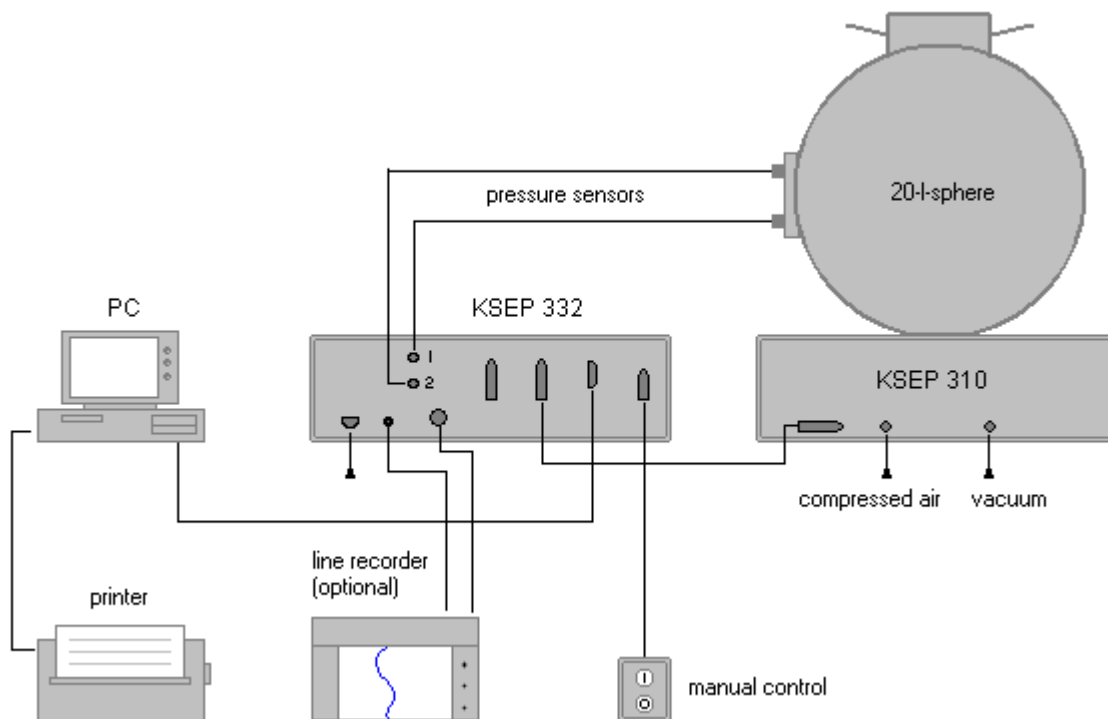 20-l-sphere
pressure sensors
PC
KSEP 332
1
2
KSEP 310
compressed air
vacuum
line recorder
(optional)
printer
manual control
I
O